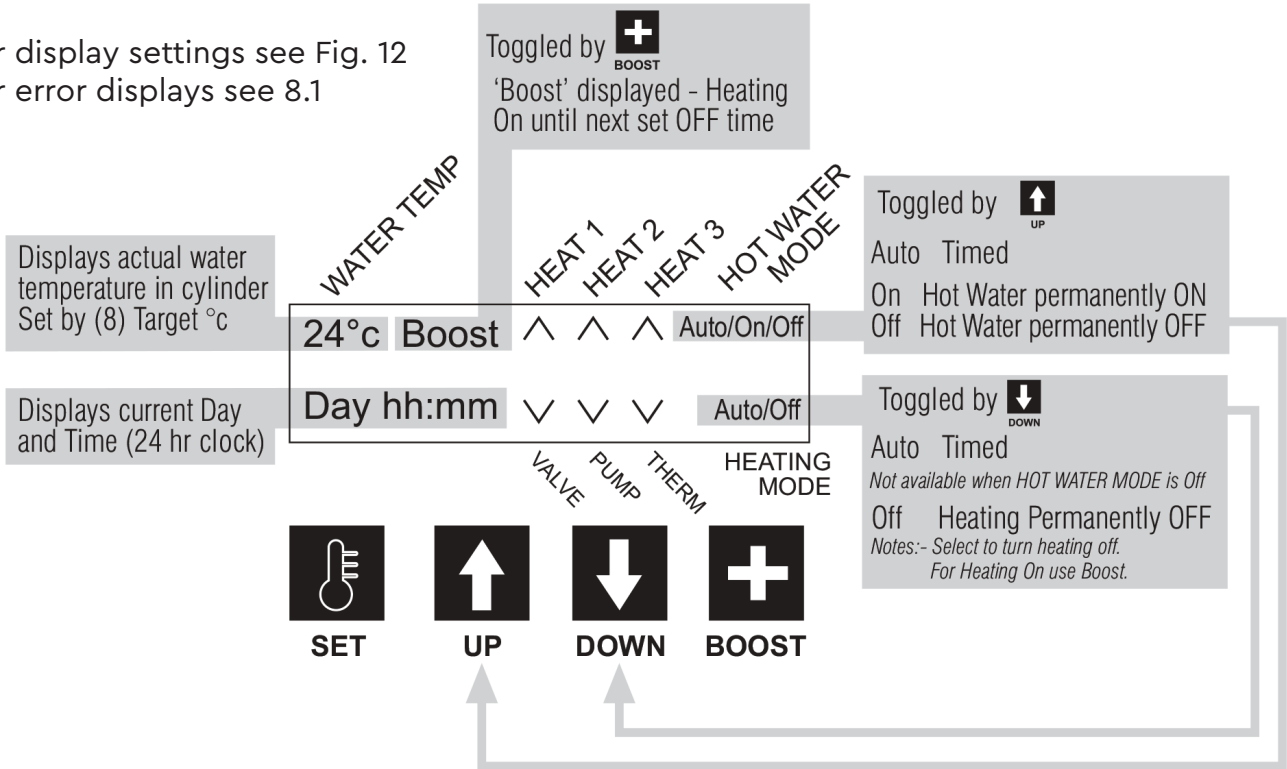 r display settings see Fig. 12
r error displays see 8.1
Toggled by
BOOST
‘Boost’ displayed - Heating
On until next set OFF time
WATER TEMP
HEAT 1
HEAT 2
HEAT 3
HOT WATER
MODE
Displays actual water
temperature in cylinder
Set by (8) Target °c
24°c Boost
Auto/On/Off
Toggled by
UP
Auto Timed
On Hot Water permanently ON
Off Hot Water permanently OFF
Displays current Day
and Time (24 hr clock)
Day hh:mm
Auto/Off
VALVE
PUMP
THERM
HEATING
MODE
Toggled by
DOWN
Auto Timed
Not available when HOT WATER MODE is Off
Off Heating Permanently OFF
Notes:- Select to turn heating off.
For Heating On use Boost.
SET
UP
DOWN
BOOST